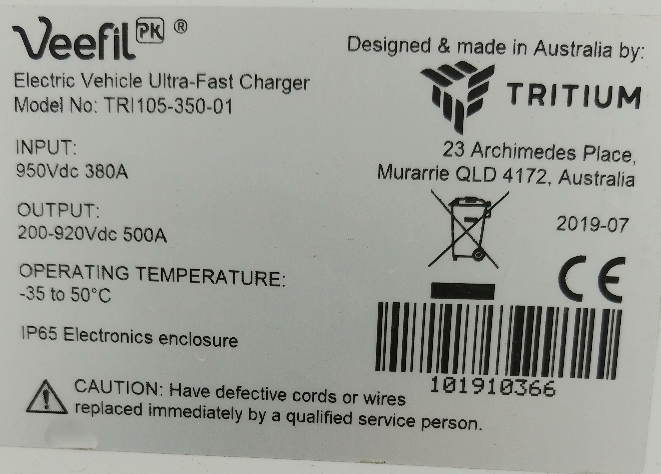 Veefil PK ®
Electric Vehicle Ultra-Fast Charger
Model No: TRI105-350-01
INPUT:
950Vdc 380A
OUTPUT:
200-920Vdc 500A
OPERATING TEMPERATURE:
-35 to 50°C
IP65 Electronics enclosure
Designed & made in Australia by:
TRITIUM
23 Archimedes Place,
Murarrie QLD 4172, Australia
2019-07
CE
101910366
CAUTION: Have defective cords or wires
replaced immediately by a qualified service person.